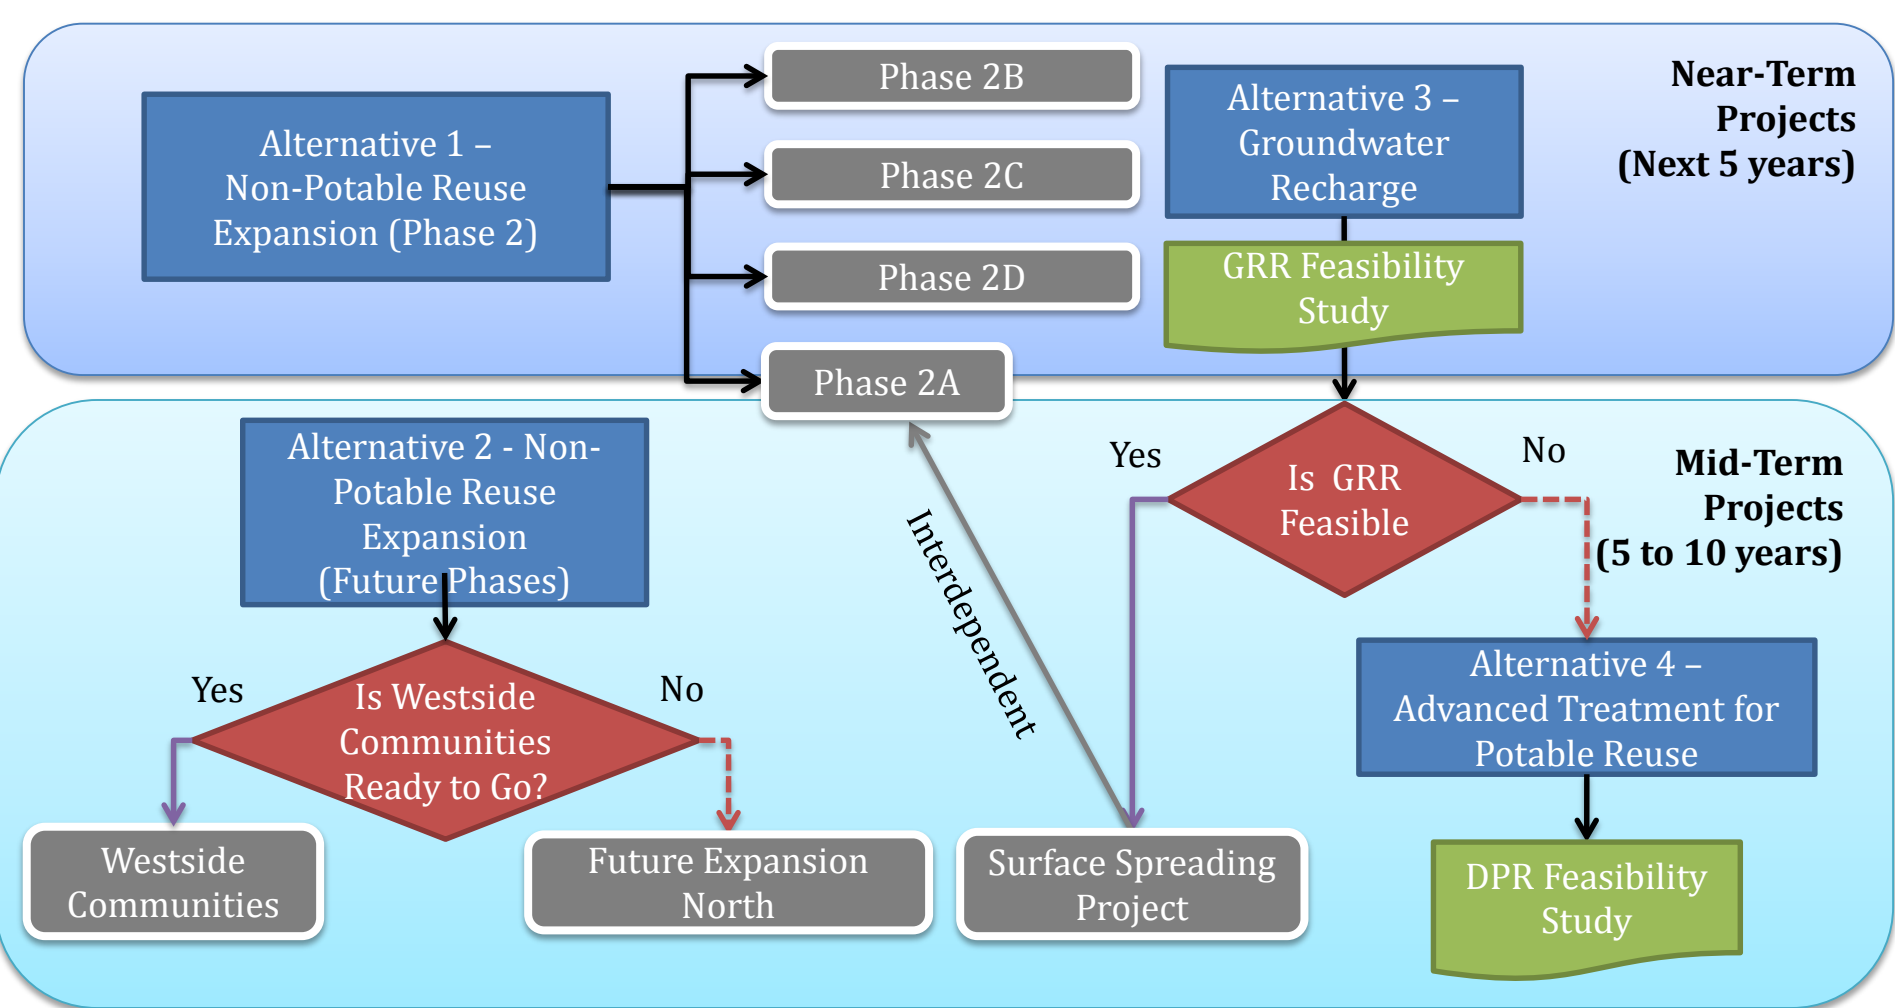 Near-Term
Projects
(Next 5 years)
Alternative 1 –
Non-Potable Reuse
Expansion (Phase 2)
Phase 2B
Phase 2C
Phase 2D
Phase 2A
Alternative 3 –
Groundwater
Recharge
GRR Feasibility
Study
Mid-Term
Projects
(5 to 10 years)
Alternative 2 - Non-
Potable Reuse
Expansion
(Future Phases)
Yes
Is Westside
Communities
Ready to Go?
No
Westside
Communities
Future Expansion
North
Interdependent
Yes
Is  GRR
Feasible
No
Surface Spreading
Project
Alternative 4 –
Advanced Treatment for
Potable Reuse
DPR Feasibility
Study